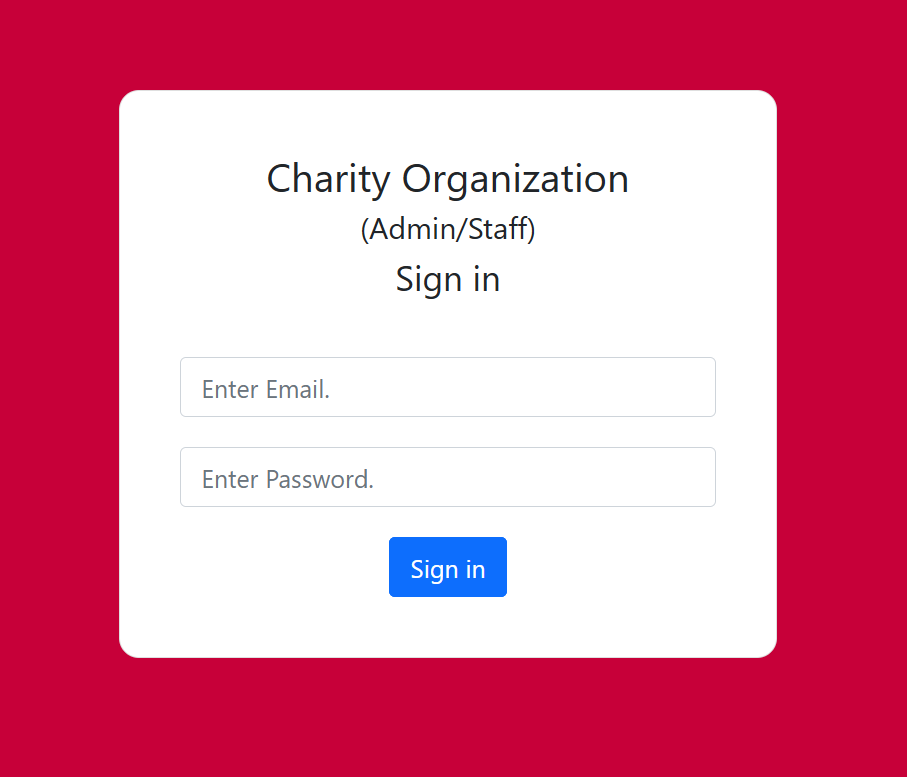 Charity Organization
(Admin/Staff)
Sign in
Enter Email.
Enter Password.
Sign in